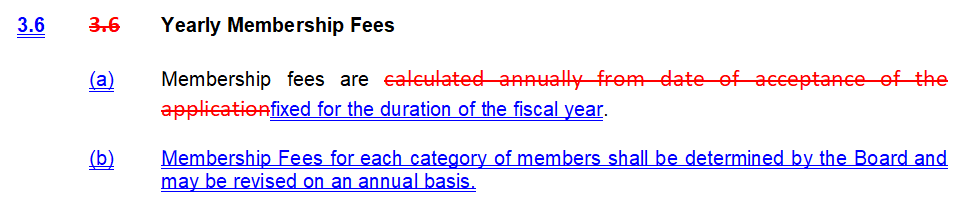 3.6 3.6 Yearly Membership Fees
(a) Membership fees are calculated annually from date of acceptance of the
applicationfixed for the duration of the fiscal year.
(b) Membership Fees for each category of members shall be determined by the Board and
may be revised on an annual basis.